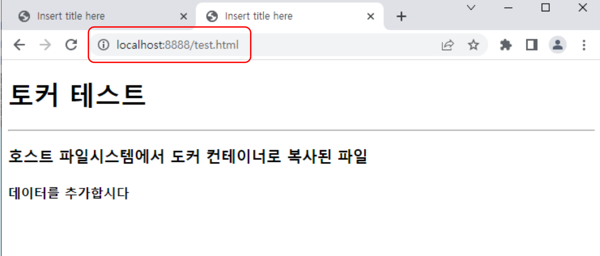 Insert title here
Insert title here
localhost:8888/test.html
토커 테스트
호스트 파일시스템에서 도커 컨테이너로 복사된 파일
데이터를 추가합시다